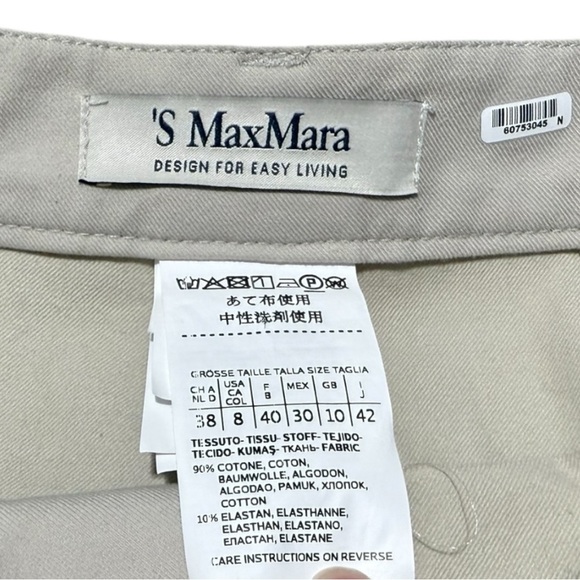 'S MaxMara
DESIGN FOR EASY LIVING
60753045 N
あて布使用
中性洗剤使用
GRÖSSE TAILLE TALLA SIZE TAGLIA
CH A NL D USA CA COL F B MEX GB I J
38 8 40 30 10 42
TESSUTO- TISSU- STOFF- TEJIDO-
TECIDO- KUMAŞ- ТКАНЬ- FABRIC
90% COTONE, COTON,
BAUMWOLLE, ALGODON,
ALGODAO, PAMUK, ХЛОПОК,
COTTON
10% ELASTAN, ELASTHANNE,
ELASTHAN, ELASTANO,
ЕПАСТАН, ELASTANE
CARE INSTRUCTIONS ON REVERSE